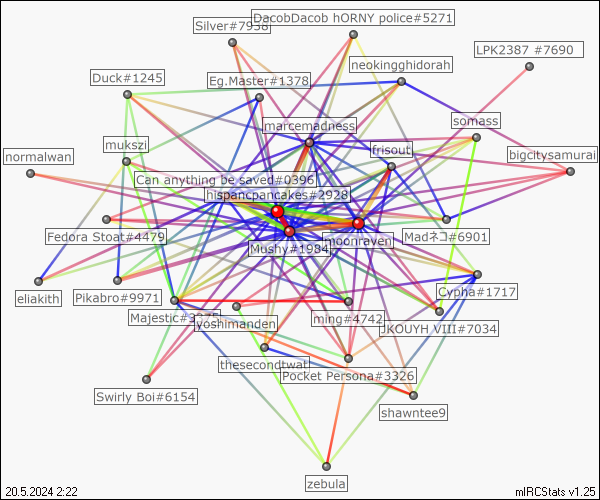 DacobDacob hORNY police#5271
Silver#7938
LPK2387 #7690
neokingghidorah
Duck#1245
Eg.Master#1378
marcemadness
somass
mukszi
trisout
normalwan
bigcitysamurai
Can anything be saved#0396
hispancpancakes#2928
Fedora Stoat#4479
Mushy#1984
moonraven
Madネコ#6901
eliakith
Pikabro#9971
Cypha#1717
Majestic#3375
yoshimanden
ming#4742
JKOUYH VIII#7034
thesecondtwat
Pocket Persona#3326
Swirly Boi#6154
shawntee9
zebula
20.5.2024 2:22
mIRCStats v1.25